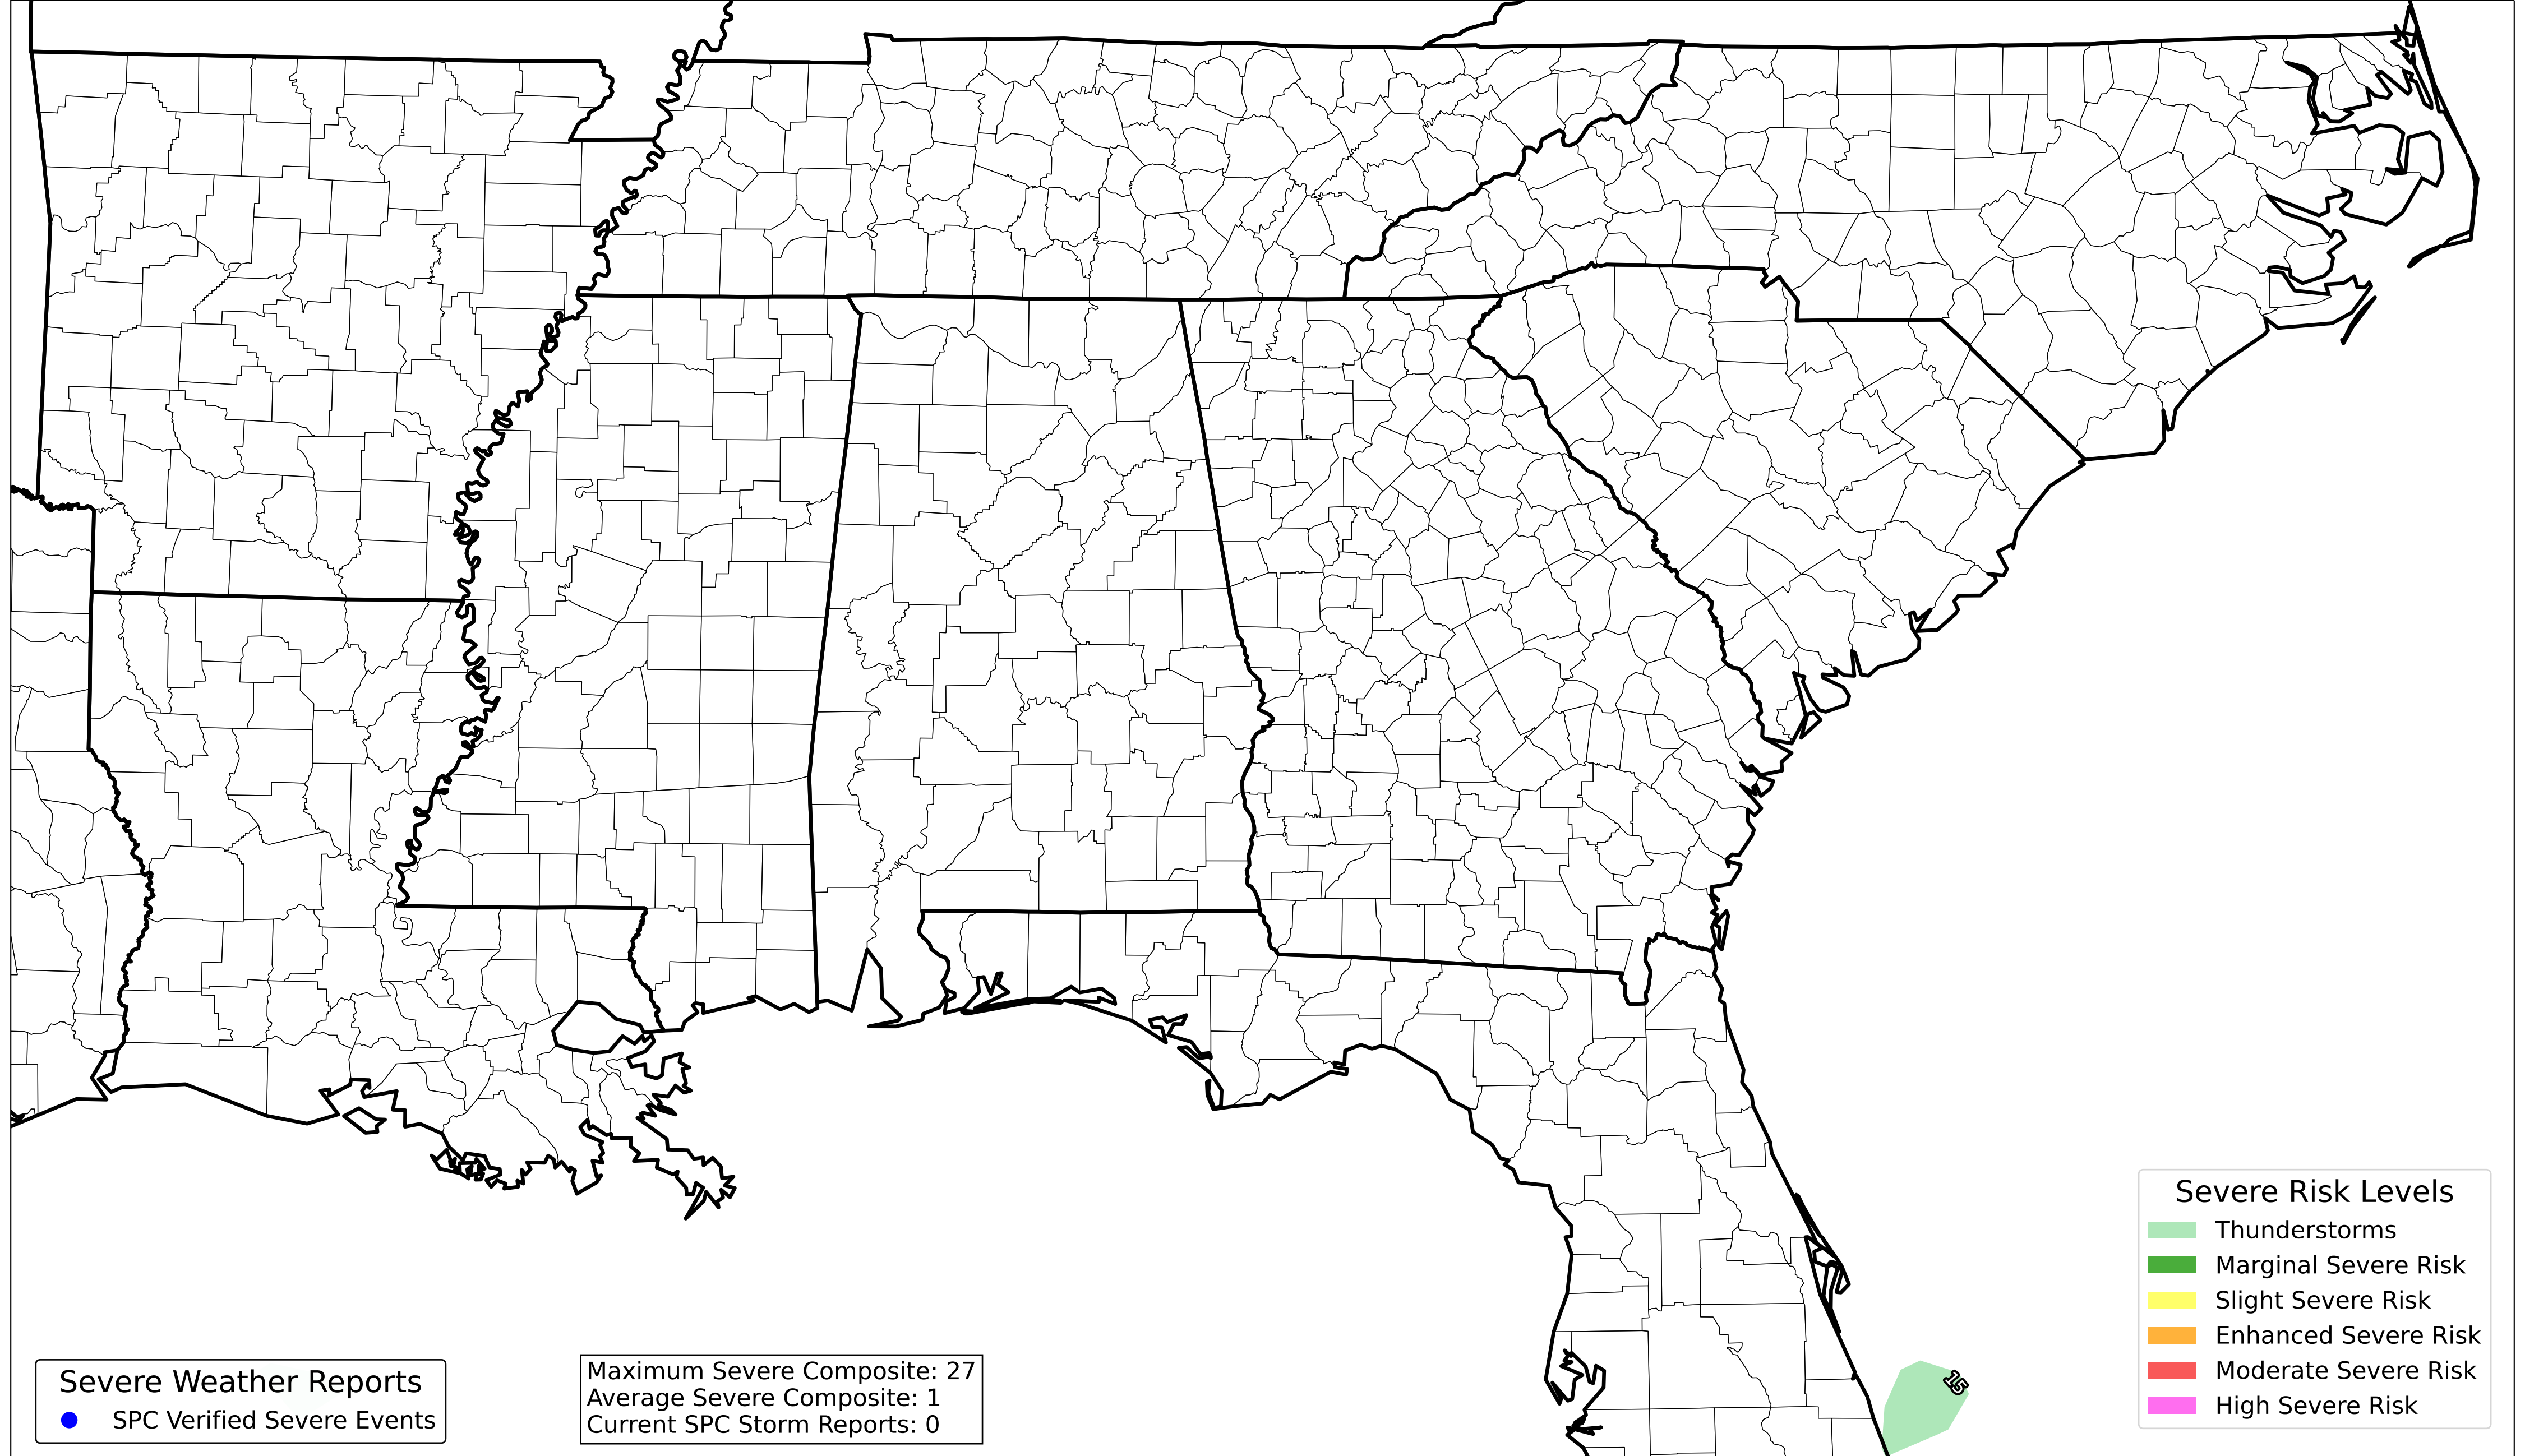 Severe Risk Levels
Thunderstorms
Marginal Severe Risk
Slight Severe Risk
Enhanced Severe Risk
Moderate Severe Risk
High Severe Risk
Severe Weather Reports
SPC Verified Severe Events
Maximum Severe Composite: 27
Average Severe Composite: 1
Current SPC Storm Reports: 0
15